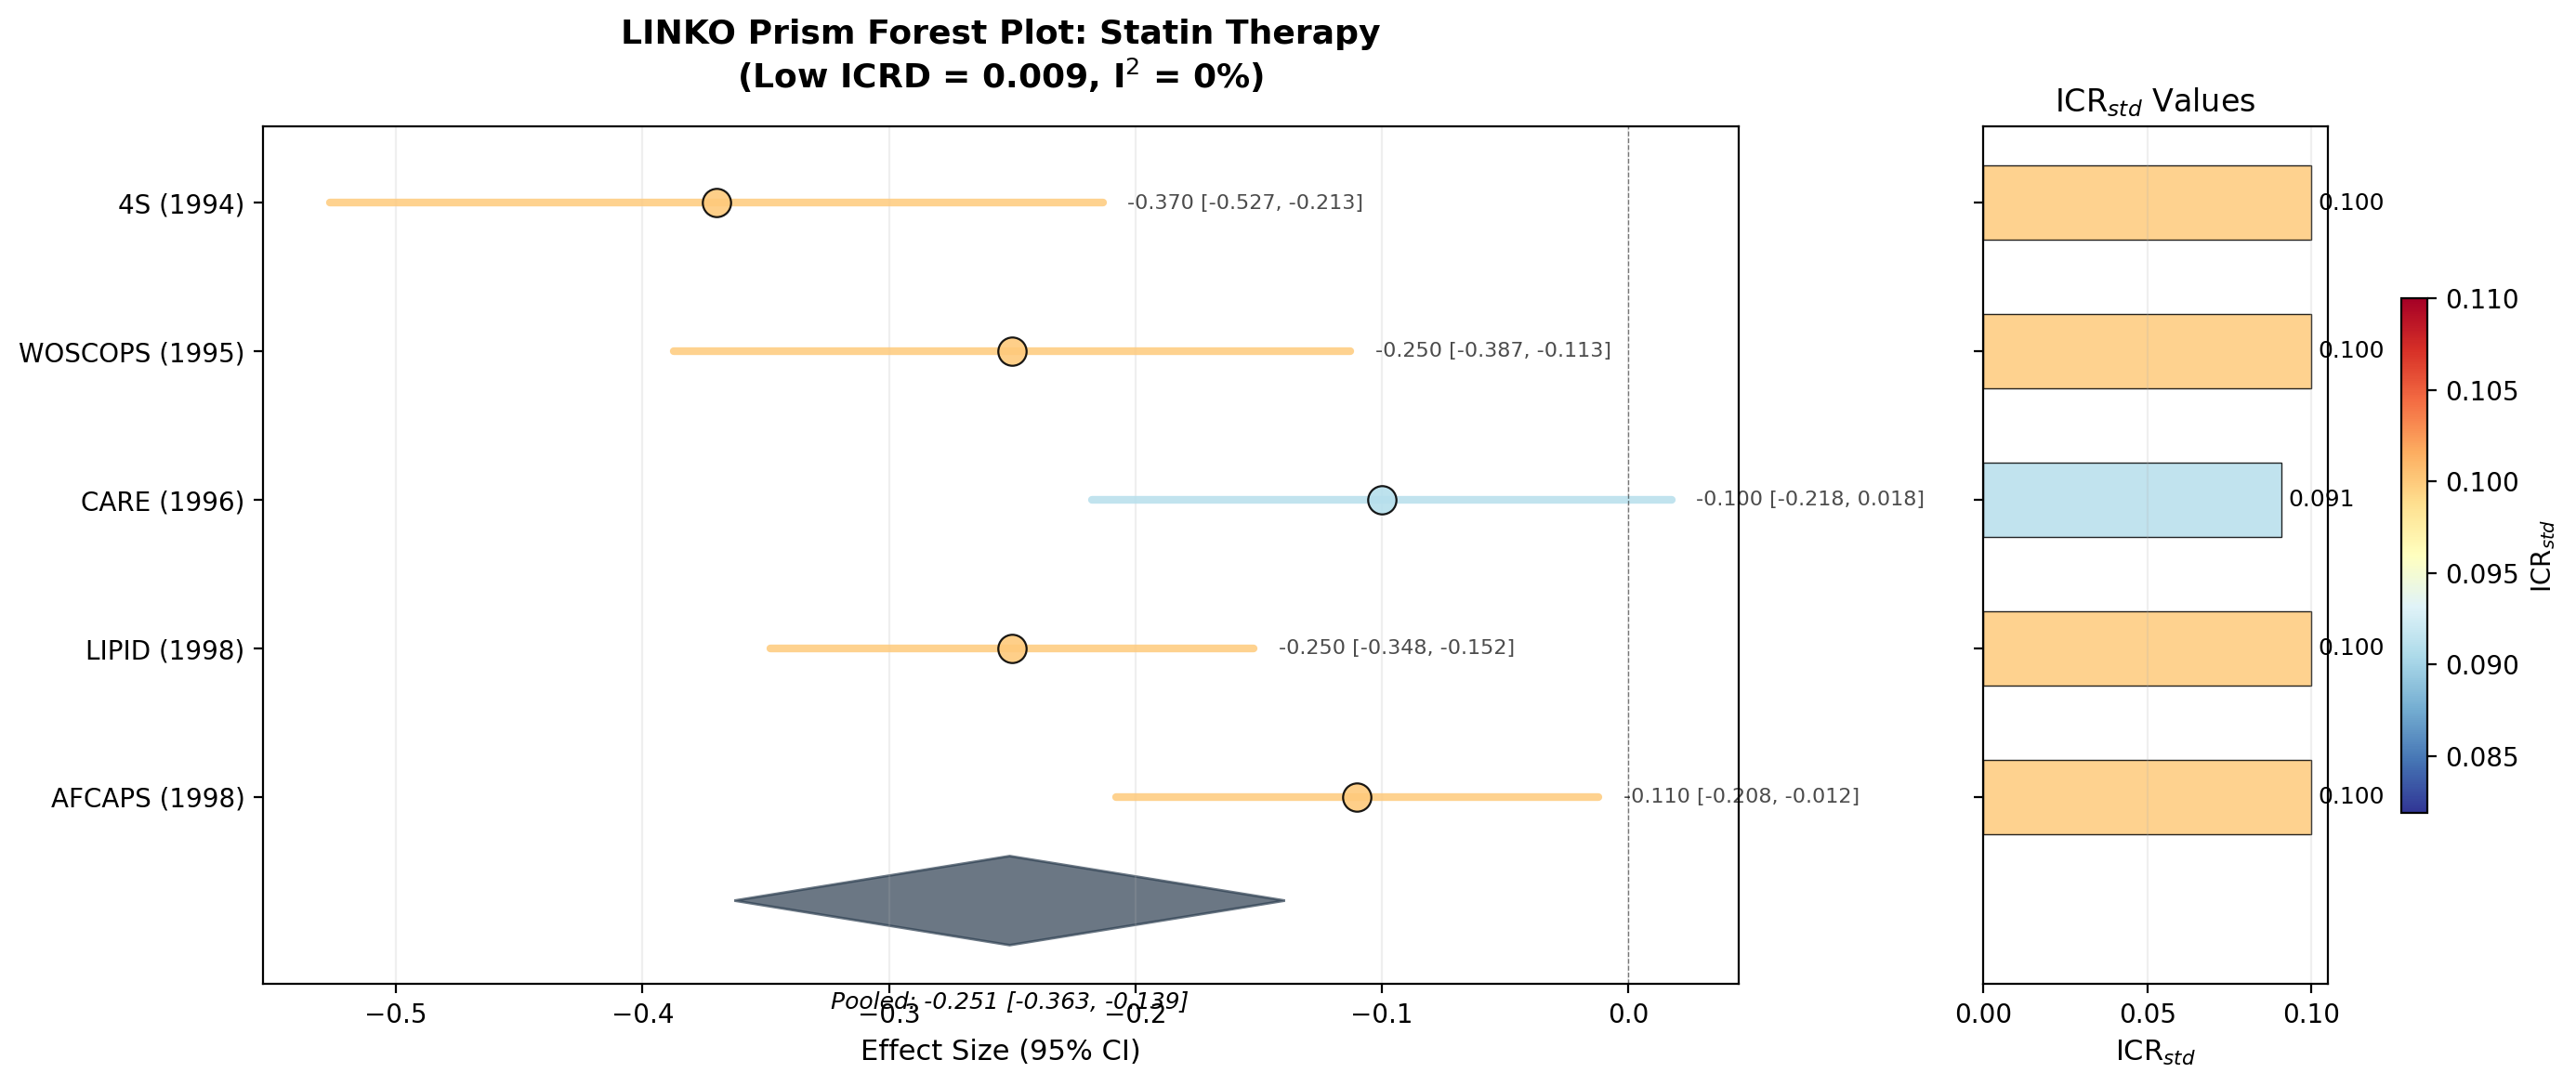 LINKO Prism Forest Plot: Statin Therapy
(Low ICRD = 0.009, I² = 0%)
4S (1994)
-0.370 [-0.527, -0.213]
WOSCOPS (1995)
-0.250 [-0.387, -0.113]
CARE (1996)
-0.100 [-0.218, 0.018]
LIPID (1998)
-0.250 [-0.348, -0.152]
AFCAPS (1998)
-0.110 [-0.208, -0.012]
Pooled: -0.251 [-0.363, -0.139]
−0.5 −0.4 −0.3 −0.2 −0.1 0.0
Effect Size (95% CI)
ICR_std Values
0.100
0.100
0.091
0.100
0.100
0.00 0.05 0.10
ICR_std
0.110
0.105
0.100
0.095
0.090
0.085
ICR_std